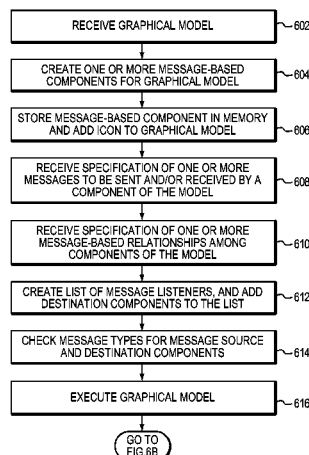 RECEIVE GRAPHICAL MODEL
602
CREATE ONE OR MORE MESSAGE-BASED
COMPONENTS FOR GRAPHICAL MODEL
604
STORE MESSAGE-BASED COMPONENT IN MEMORY
AND ADD ICON TO GRAPHICAL MODEL
606
RECEIVE SPECIFICATION OF ONE OR MORE
MESSAGES TO BE SENT AND/OR RECEIVED BY A
COMPONENT OF THE MODEL
608
RECEIVE SPECIFICATION OF ONE OR MORE
MESSAGE-BASED RELATIONSHIPS AMONG
COMPONENTS OF THE MODEL
610
CREATE LIST OF MESSAGE LISTENERS, AND ADD
DESTINATION COMPONENTS TO THE LIST
612
CHECK MESSAGE TYPES FOR MESSAGE SOURCE
AND DESTINATION COMPONENTS
614
EXECUTE GRAPHICAL MODEL
616
GO TO
FIG 6B